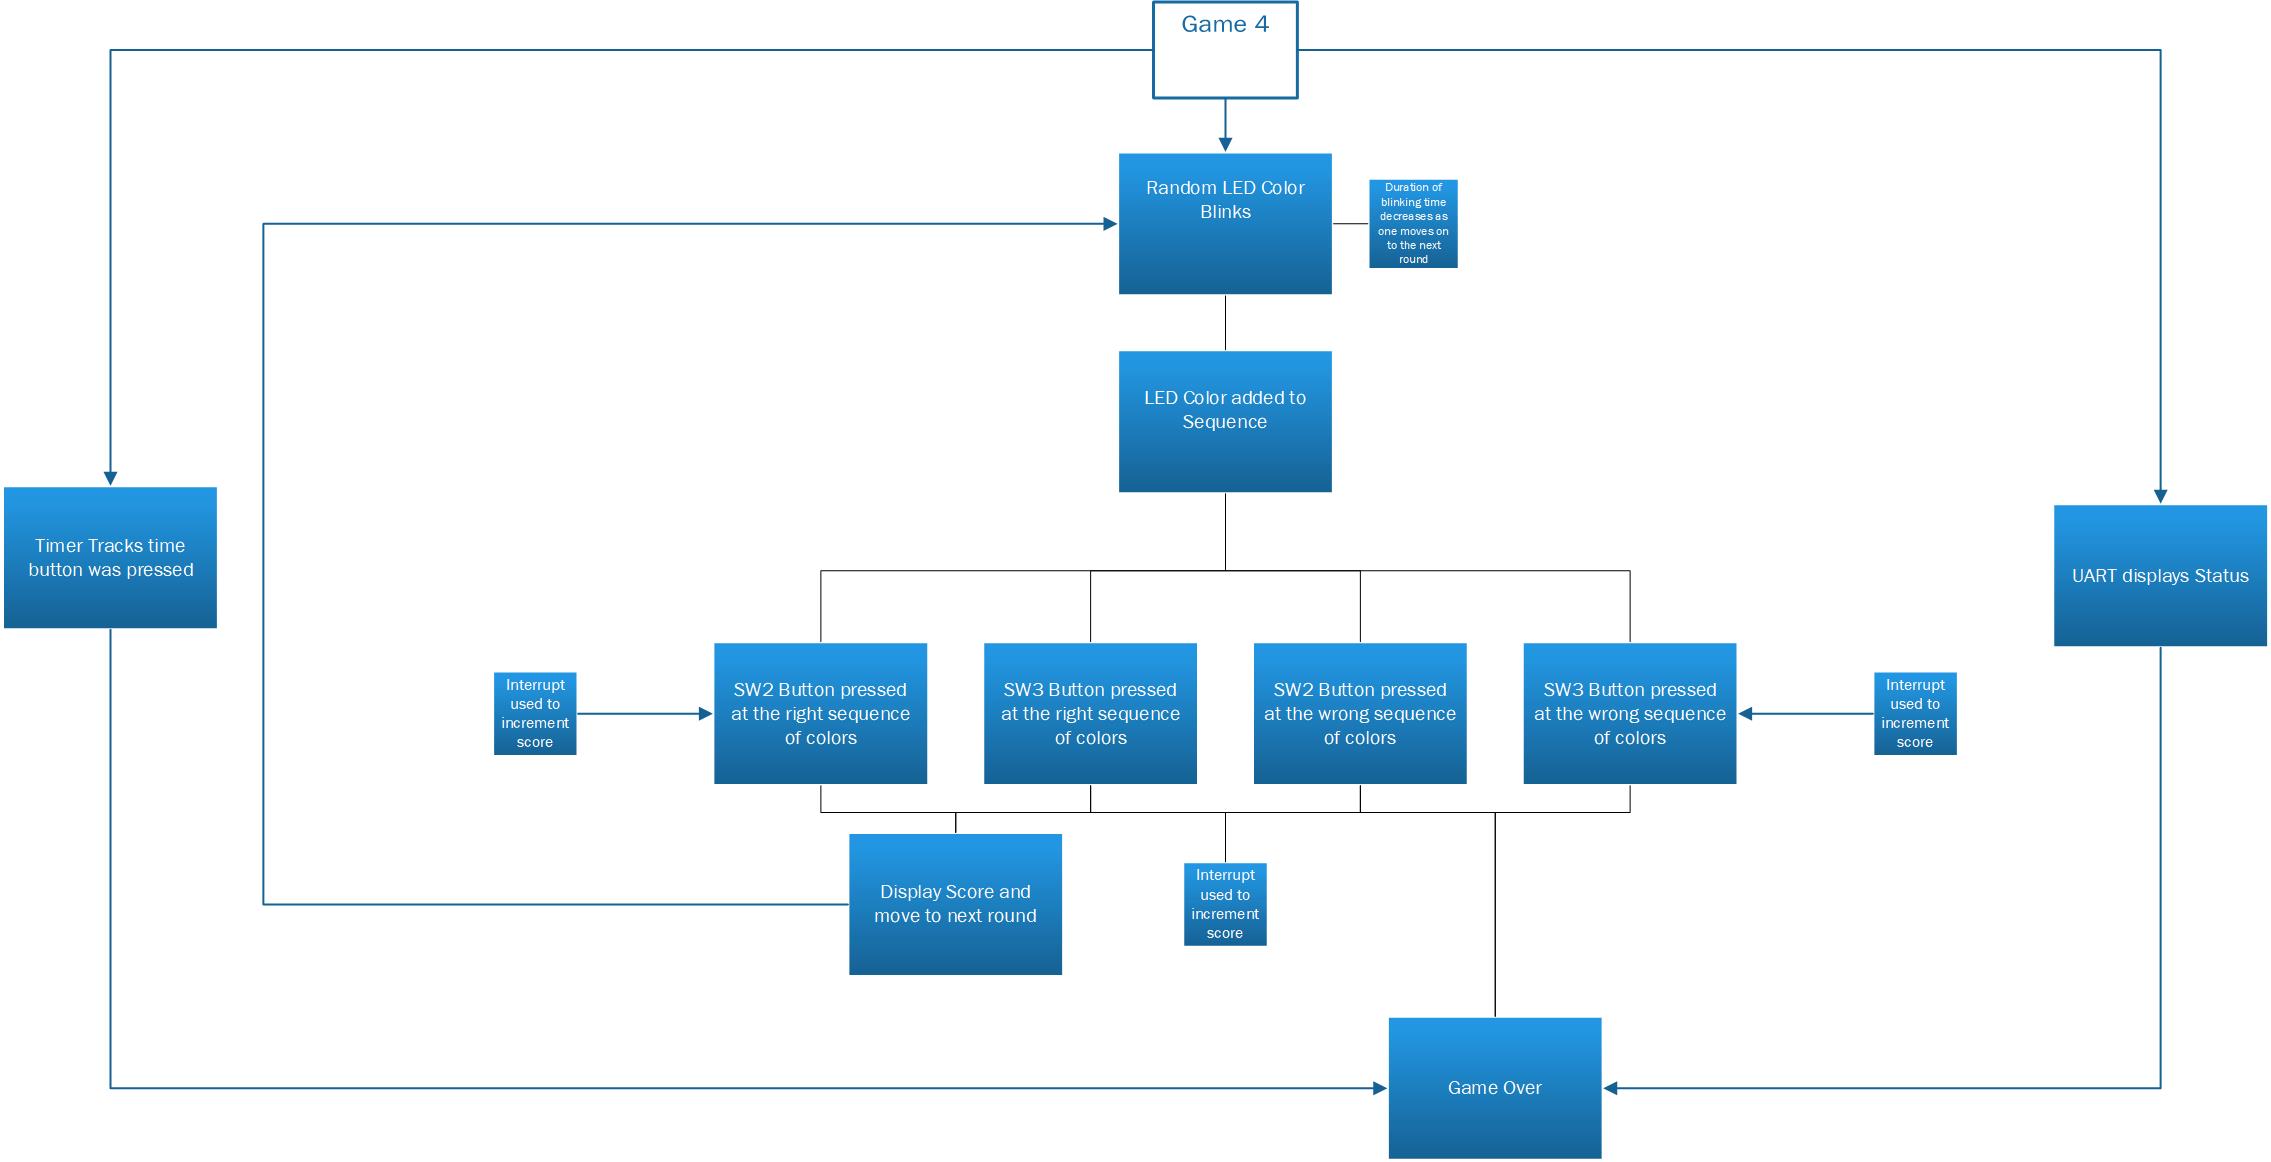 Game 4
Random LED Color
Blinks
Duration of
blinking time
decreases as
one moves on
to the next
round
LED Color added to
Sequence
Timer Tracks time
button was pressed
UART displays Status
Interrupt
used to
increment
score
SW2 Button pressed
at the right sequence
of colors
SW3 Button pressed
at the right sequence
of colors
SW2 Button pressed
at the wrong sequence
of colors
SW3 Button pressed
at the wrong sequence
of colors
Interrupt
used to
increment
score
Display Score and
move to next round
Interrupt
used to
increment
score
Game Over